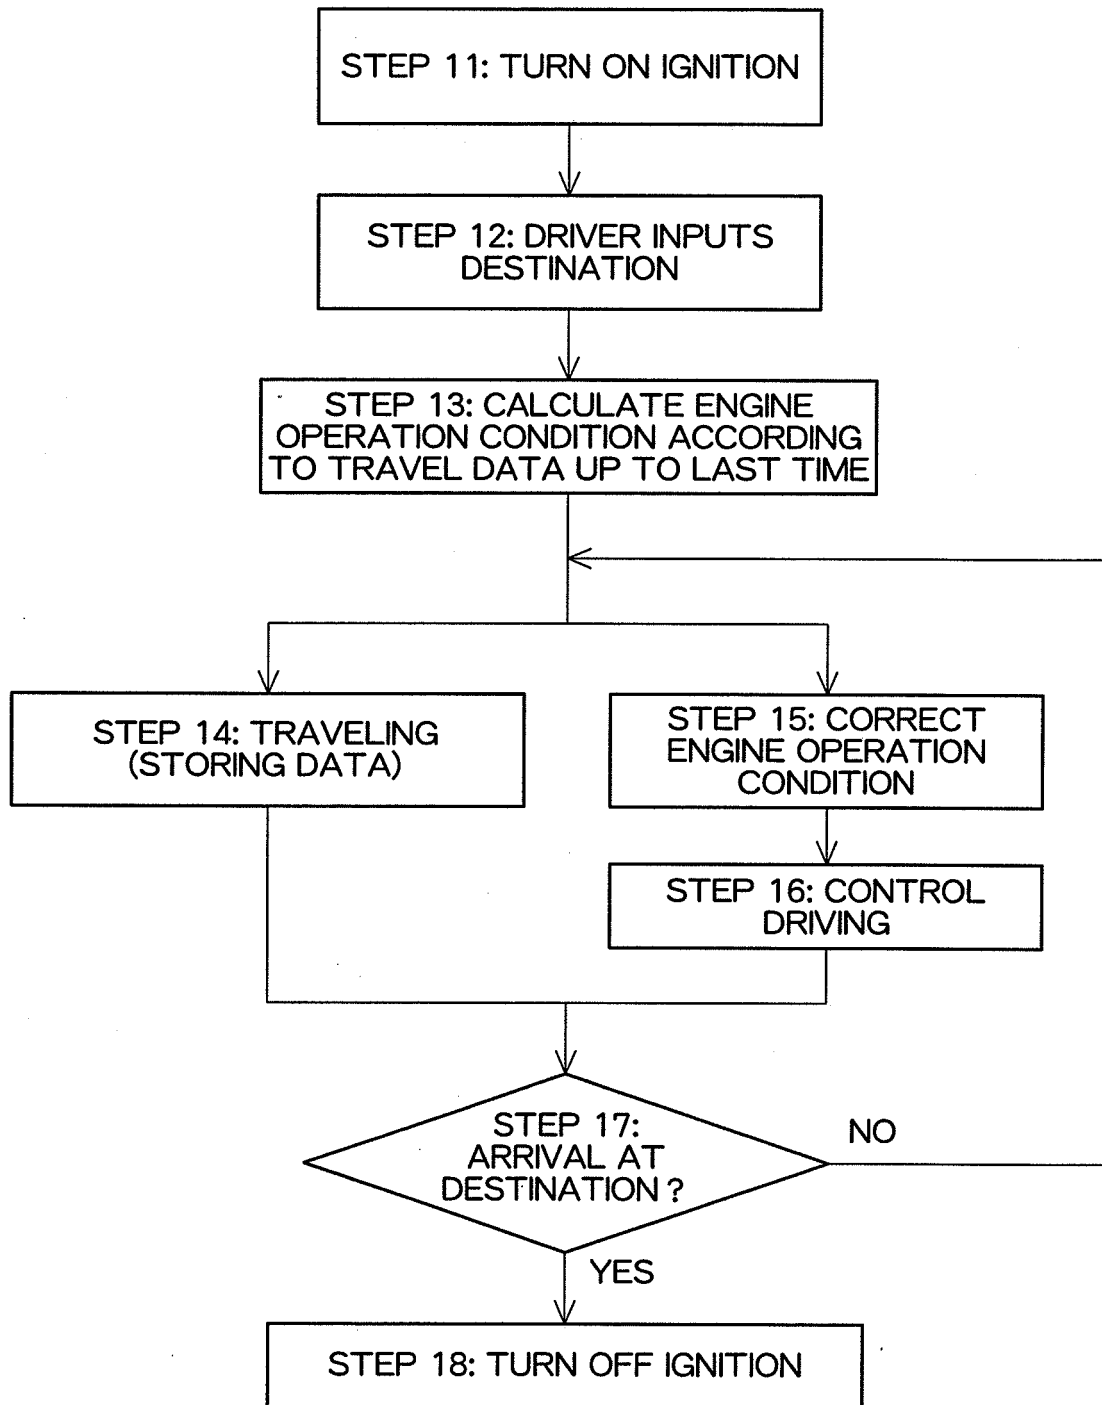 STEP 11: TURN ON IGNITION
STEP 12: DRIVER INPUTS
DESTINATION
STEP 13: CALCULATE ENGINE
OPERATION CONDITION ACCORDING
TO TRAVEL DATA UP TO LAST TIME
STEP 14: TRAVELING
(STORING DATA)
STEP 15: CORRECT
ENGINE OPERATION
CONDITION
STEP 16: CONTROL
DRIVING
STEP 17:
ARRIVAL AT
DESTINATION ?
NO
YES
STEP 18: TURN OFF IGNITION